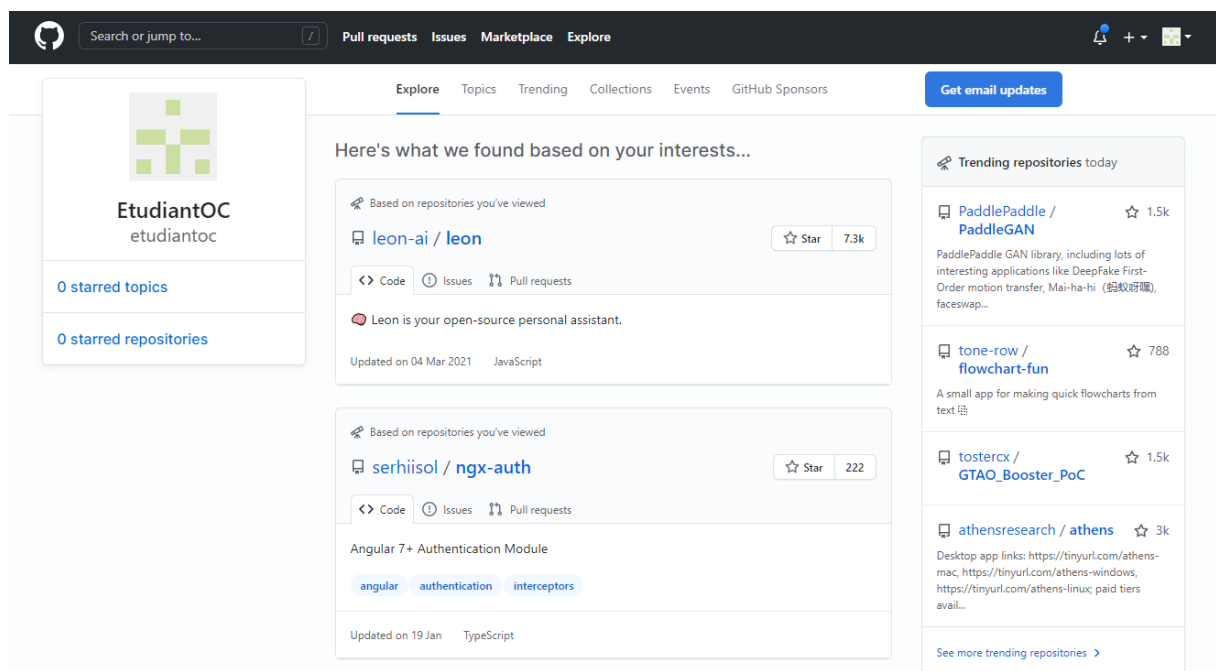 Search or jump to... /
Pull requests Issues Marketplace Explore
Explore Topics Trending Collections Events GitHub Sponsors
Get email updates
EtudiantOC
etudiantoc
0 starred topics
0 starred repositories
Here's what we found based on your interests...
Based on repositories you've viewed
leon-ai / leon
Star 7.3k
Code Issues Pull requests
🧠 Leon is your open-source personal assistant.
Updated on 04 Mar 2021 JavaScript
Based on repositories you've viewed
serhiisol / ngx-auth
Star 222
Code Issues Pull requests
Angular 7+ Authentication Module
angular authentication interceptors
Updated on 19 Jan TypeScript
Trending repositories today
PaddlePaddle / 1.5k
PaddleGAN
PaddlePaddle GAN library, including lots of
interesting applications like DeepFake First-
Order motion transfer, Mai-ha-hi（蚂蚁呀嘿),
faceswap...
tone-row / 788
flowchart-fun
A small app for making quick flowcharts from
text
tostercx / 1.5k
GTAO_Booster_PoC
athensresearch / athens 3k
Desktop app links: https://tinyurl.com/athens-
mac, https://tinyurl.com/athens-windows,
https://tinyurl.com/athens-linux; paid tiers
avail...
See more trending repositories